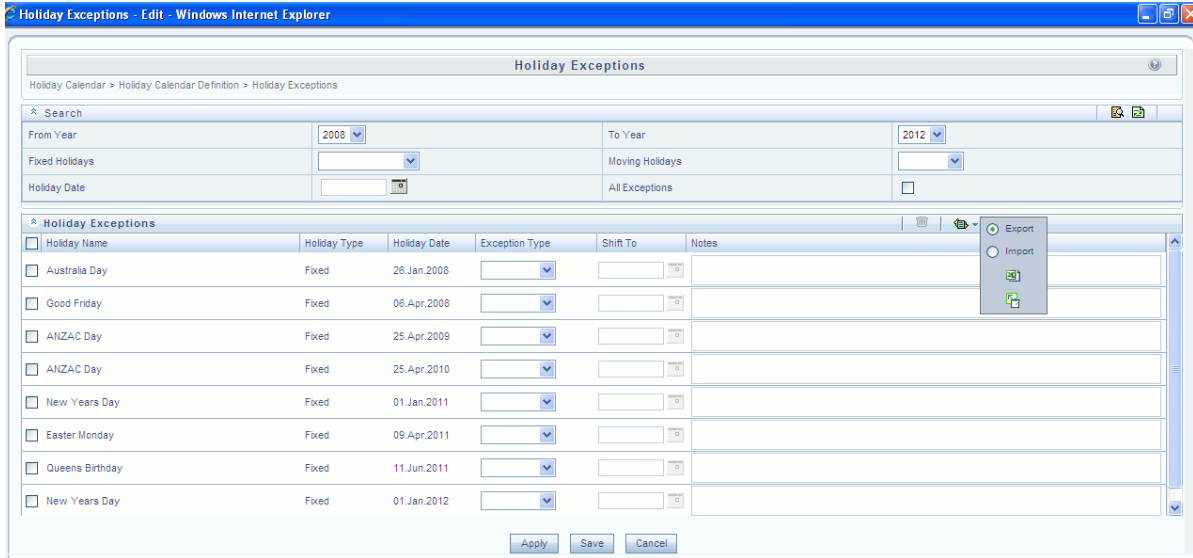 Holiday Exceptions - Edit - Windows Internet Explorer
Holiday Exceptions
Holiday Calendar > Holiday Calendar Definition > Holiday Exceptions
Search
From Year 2008 To Year 2012
Fixed Holidays Moving Holidays
Holiday Date All Exceptions
Holiday Exceptions
Export
Import
Holiday Name Holiday Type Holiday Date Exception Type Shift To Notes
Australia Day Fixed 26.Jan.2008
Good Friday Fixed 06.Apr.2008
ANZAC Day Fixed 25.Apr.2009
ANZAC Day Fixed 25.Apr.2010
New Years Day Fixed 01.Jan.2011
Easter Monday Fixed 09.Apr.2011
Queens Birthday Fixed 11.Jun.2011
New Years Day Fixed 01.Jan.2012
Apply Save Cancel